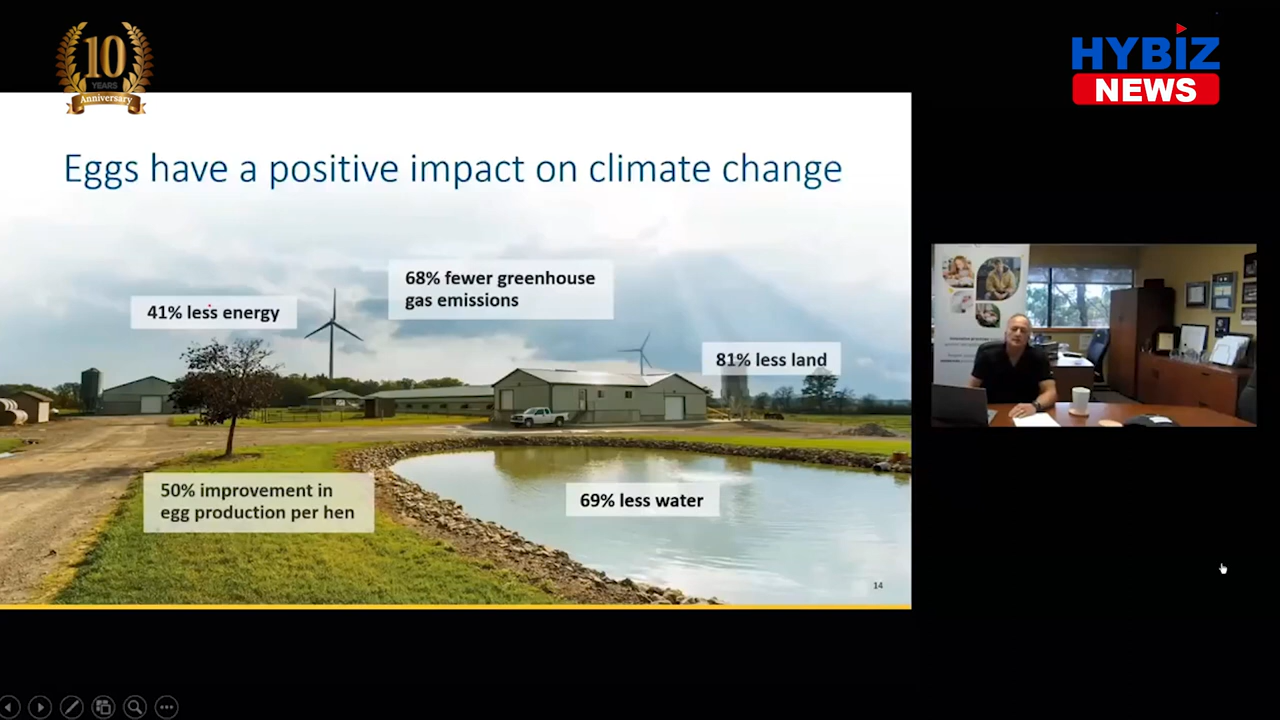 10
YEARS
Anniversary
HYBIZ
NEWS
Eggs have a positive impact on climate change
68% fewer greenhouse
gas emissions
41% less energy
81% less land
50% improvement in
egg production per hen
69% less water
14